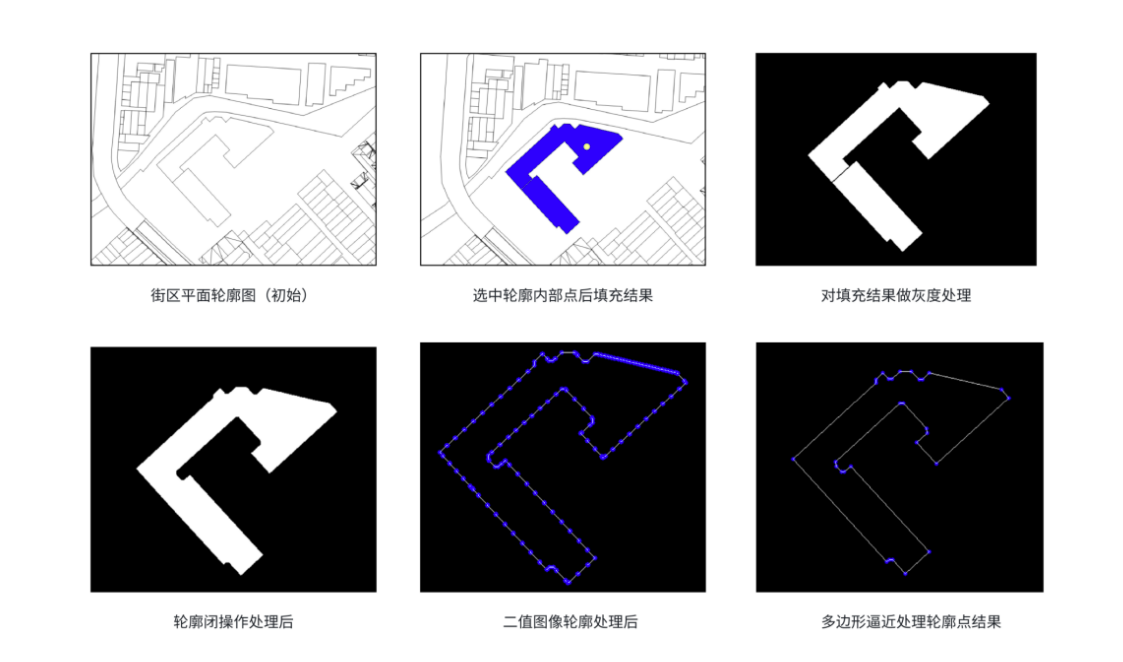 街区平面轮廓图（初始）
选中轮廓内部点后填充结果
对填充结果做灰度处理
轮廓闭操作处理后
二值图像轮廓处理后
多边形逼近处理轮廓点结果